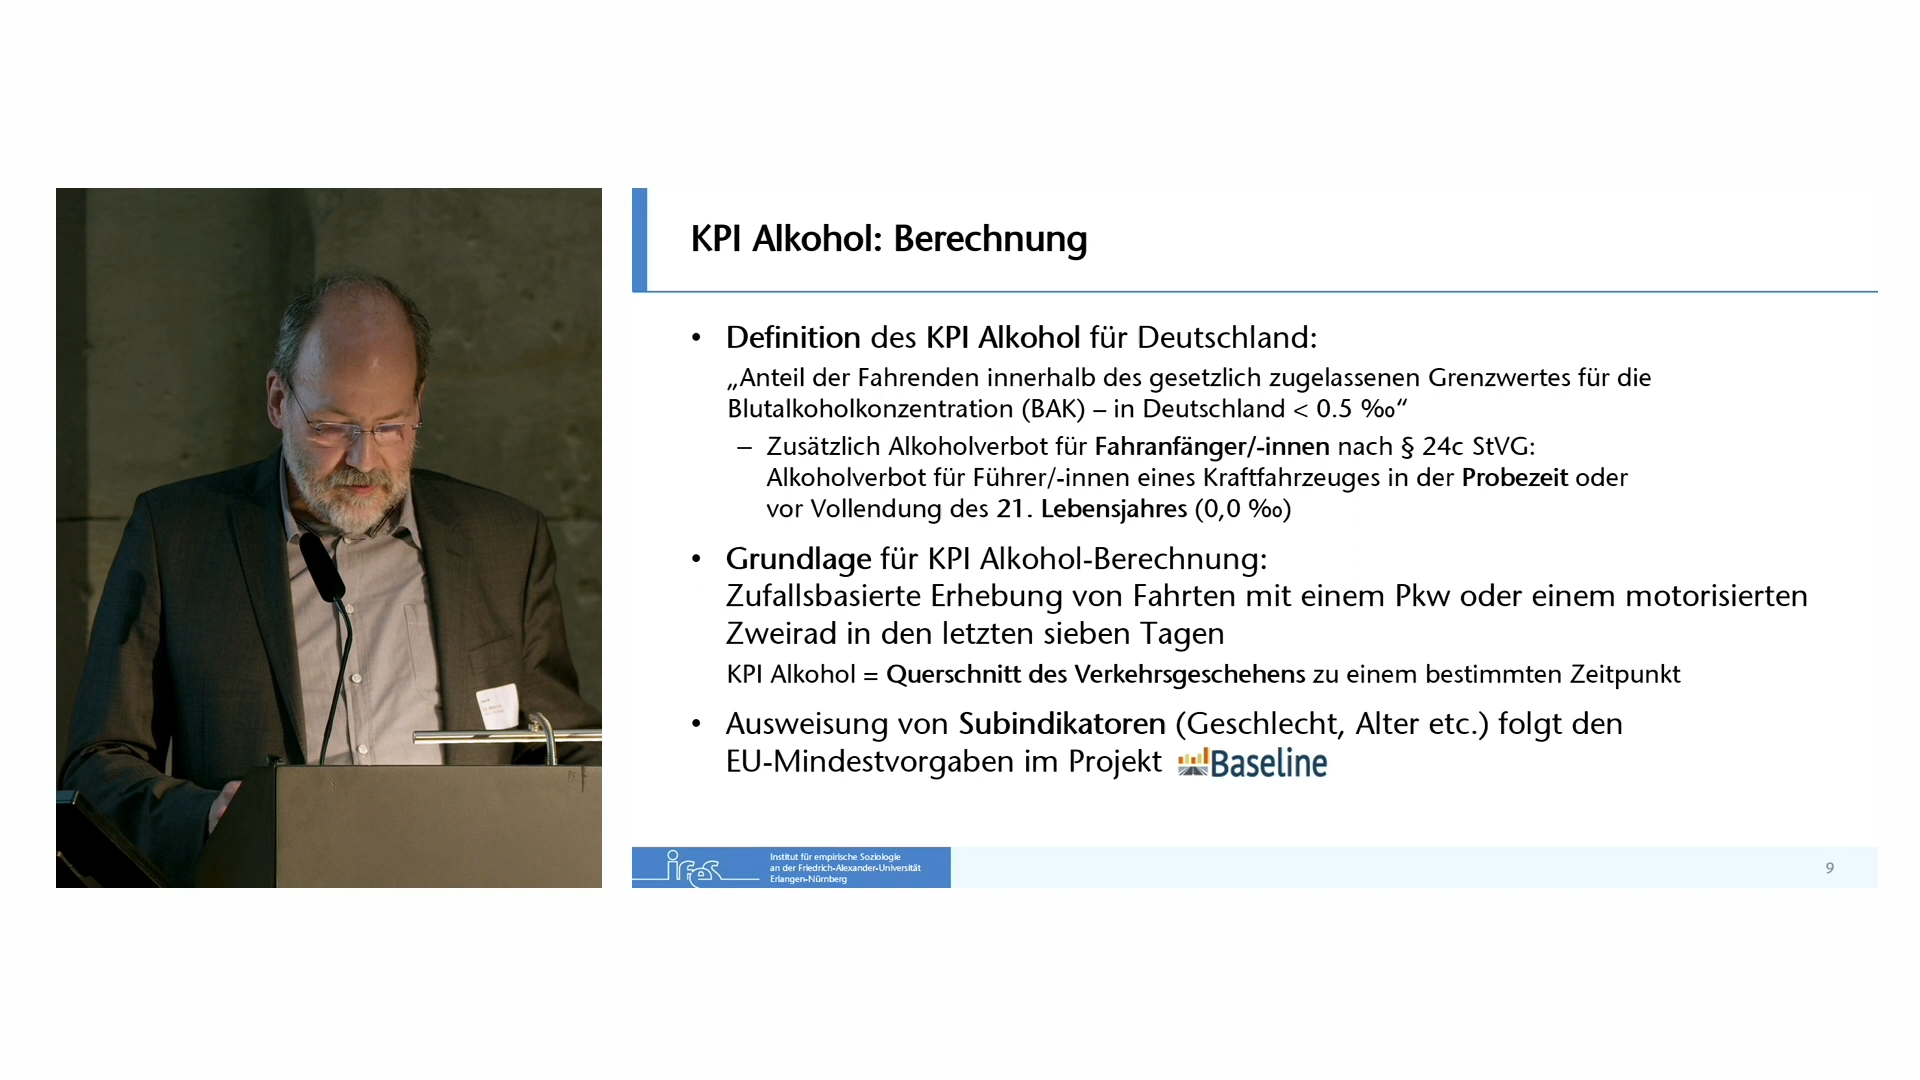 KPI Alkohol: Berechnung
• Definition des KPI Alkohol für Deutschland:
„Anteil der Fahrenden innerhalb des gesetzlich zugelassenen Grenzwertes für die
Blutalkoholkonzentration (BAK) – in Deutschland < 0.5 ‰“
– Zusätzlich Alkoholverbot für Fahranfänger/-innen nach § 24c StVG:
Alkoholverbot für Führer/-innen eines Kraftfahrzeuges in der Probezeit oder
vor Vollendung des 21. Lebensjahres (0,0 ‰)
• Grundlage für KPI Alkohol-Berechnung:
Zufallsbasierte Erhebung von Fahrten mit einem Pkw oder einem motorisierten
Zweirad in den letzten sieben Tagen
KPI Alkohol = Querschnitt des Verkehrsgeschehens zu einem bestimmten Zeitpunkt
• Ausweisung von Subindikatoren (Geschlecht, Alter etc.) folgt den
EU-Mindestvorgaben im Projekt Baseline
ifes
Institut für empirische Soziologie
an der Friedrich-Alexander-Universität
Erlangen-Nürnberg
9